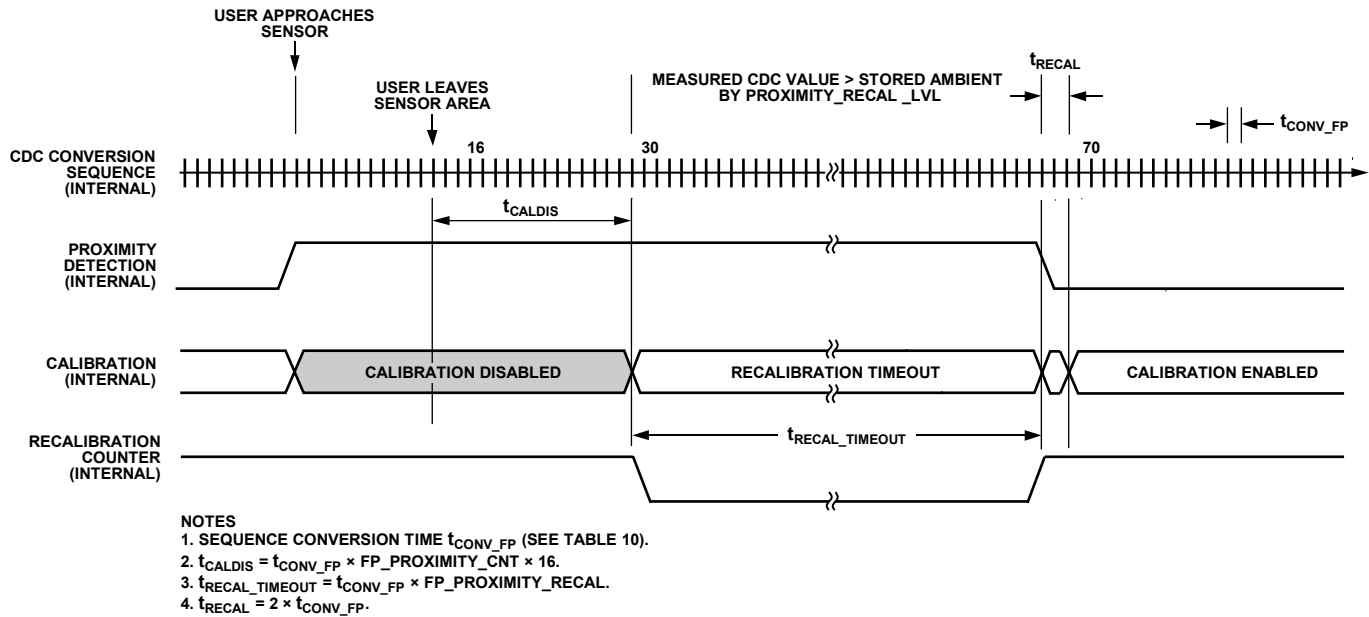 USER APPROACHES
SENSOR
USER LEAVES
SENSOR AREA
MEASURED CDC VALUE > STORED AMBIENT
BY PROXIMITY_RECAL _LVL
tRECAL
tCONV_FP
CDC CONVERSION
SEQUENCE
(INTERNAL)
16
30
70
tCALDIS
PROXIMITY
DETECTION
(INTERNAL)
CALIBRATION
(INTERNAL)
CALIBRATION DISABLED
RECALIBRATION TIMEOUT
CALIBRATION ENABLED
RECALIBRATION
COUNTER
(INTERNAL)
tRECAL_TIMEOUT
NOTES
1. SEQUENCE CONVERSION TIME tCONV_FP (SEE TABLE 10).
2. tCALDIS = tCONV_FP × FP_PROXIMITY_CNT × 16.
3. tRECAL_TIMEOUT = tCONV_FP × FP_PROXIMITY_RECAL.
4. tRECAL = 2 × tCONV_FP.